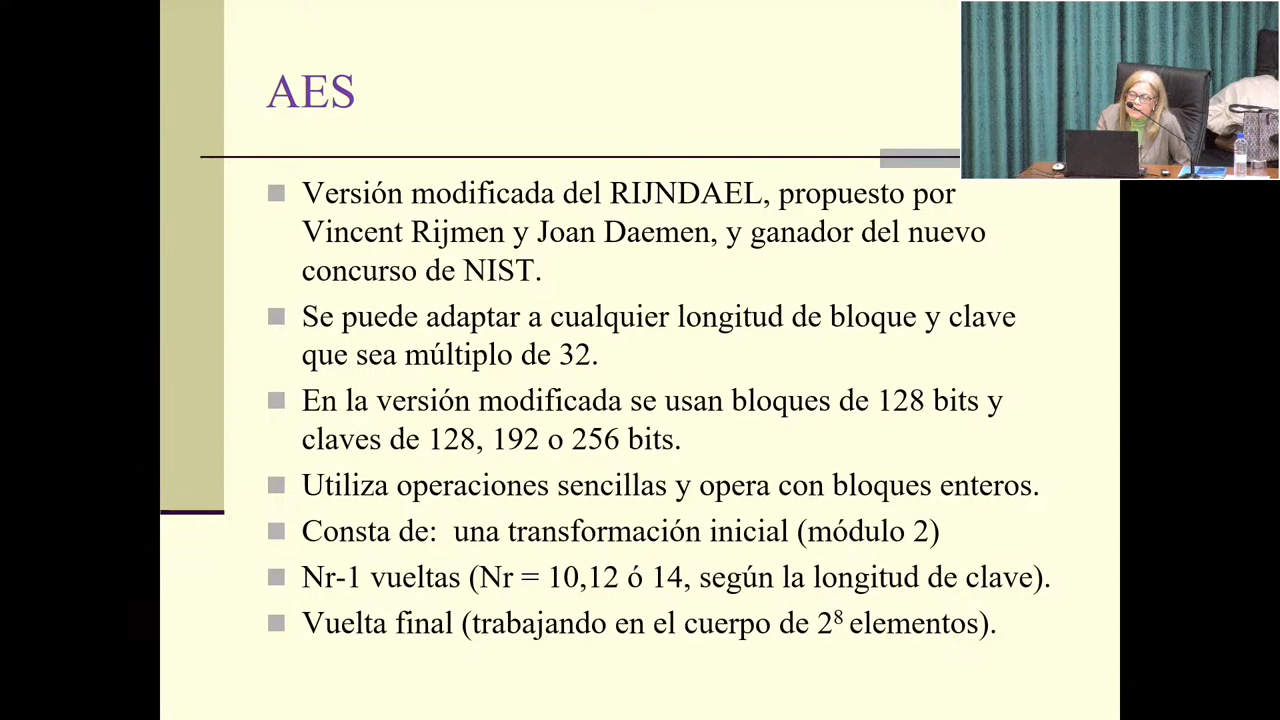 AES
Versión modificada del RIJNDAEL, propuesto por
Vincent Rijmen y Joan Daemen, y ganador del nuevo
concurso de NIST.
Se puede adaptar a cualquier longitud de bloque y clave
que sea múltiplo de 32.
En la versión modificada se usan bloques de 128 bits y
claves de 128, 192 o 256 bits.
Utiliza operaciones sencillas y opera con bloques enteros.
Consta de: una transformación inicial (módulo 2)
Nr-1 vueltas (Nr = 10,12 ó 14, según la longitud de clave).
Vuelta final (trabajando en el cuerpo de 2⁸ elementos).